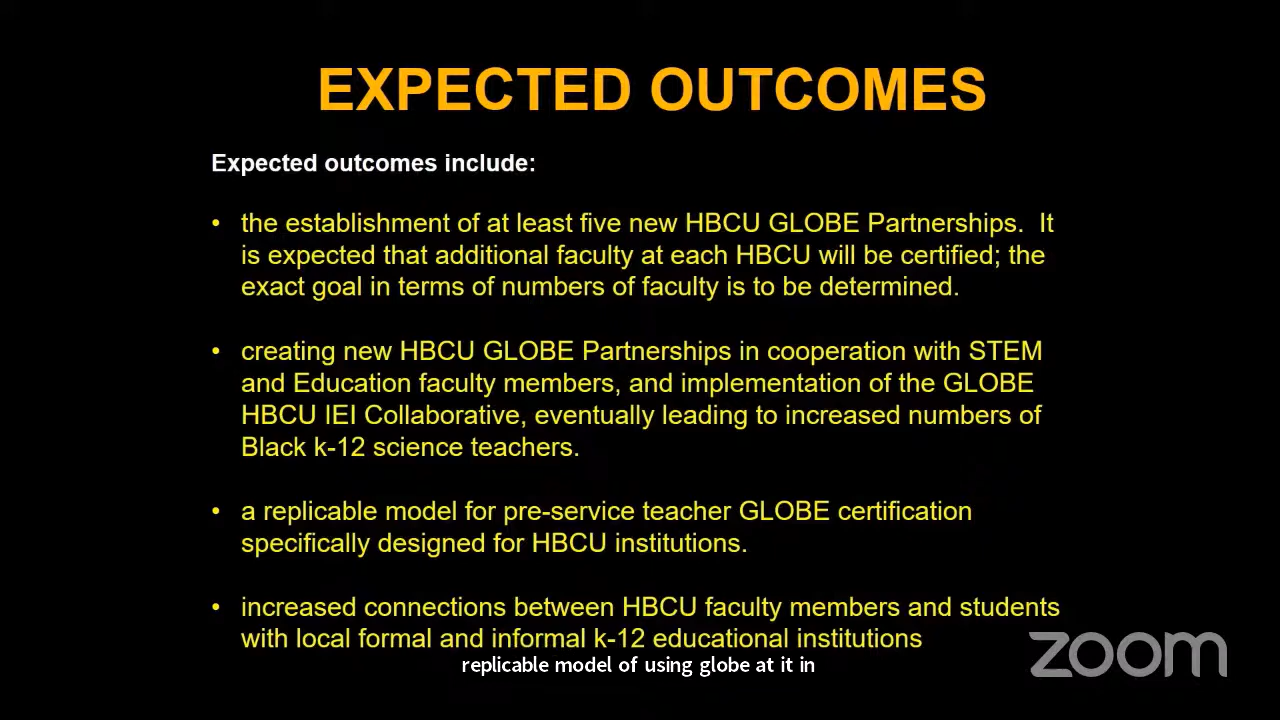 EXPECTED OUTCOMES
Expected outcomes include:
• the establishment of at least five new HBCU GLOBE Partnerships. It
is expected that additional faculty at each HBCU will be certified; the
exact goal in terms of numbers of faculty is to be determined.
• creating new HBCU GLOBE Partnerships in cooperation with STEM
and Education faculty members, and implementation of the GLOBE
HBCU IEI Collaborative, eventually leading to increased numbers of
Black k-12 science teachers.
• a replicable model for pre-service teacher GLOBE certification
specifically designed for HBCU institutions.
• increased connections between HBCU faculty members and students
with local formal and informal k-12 educational institutions
replicable model of using globe at it in
zoom